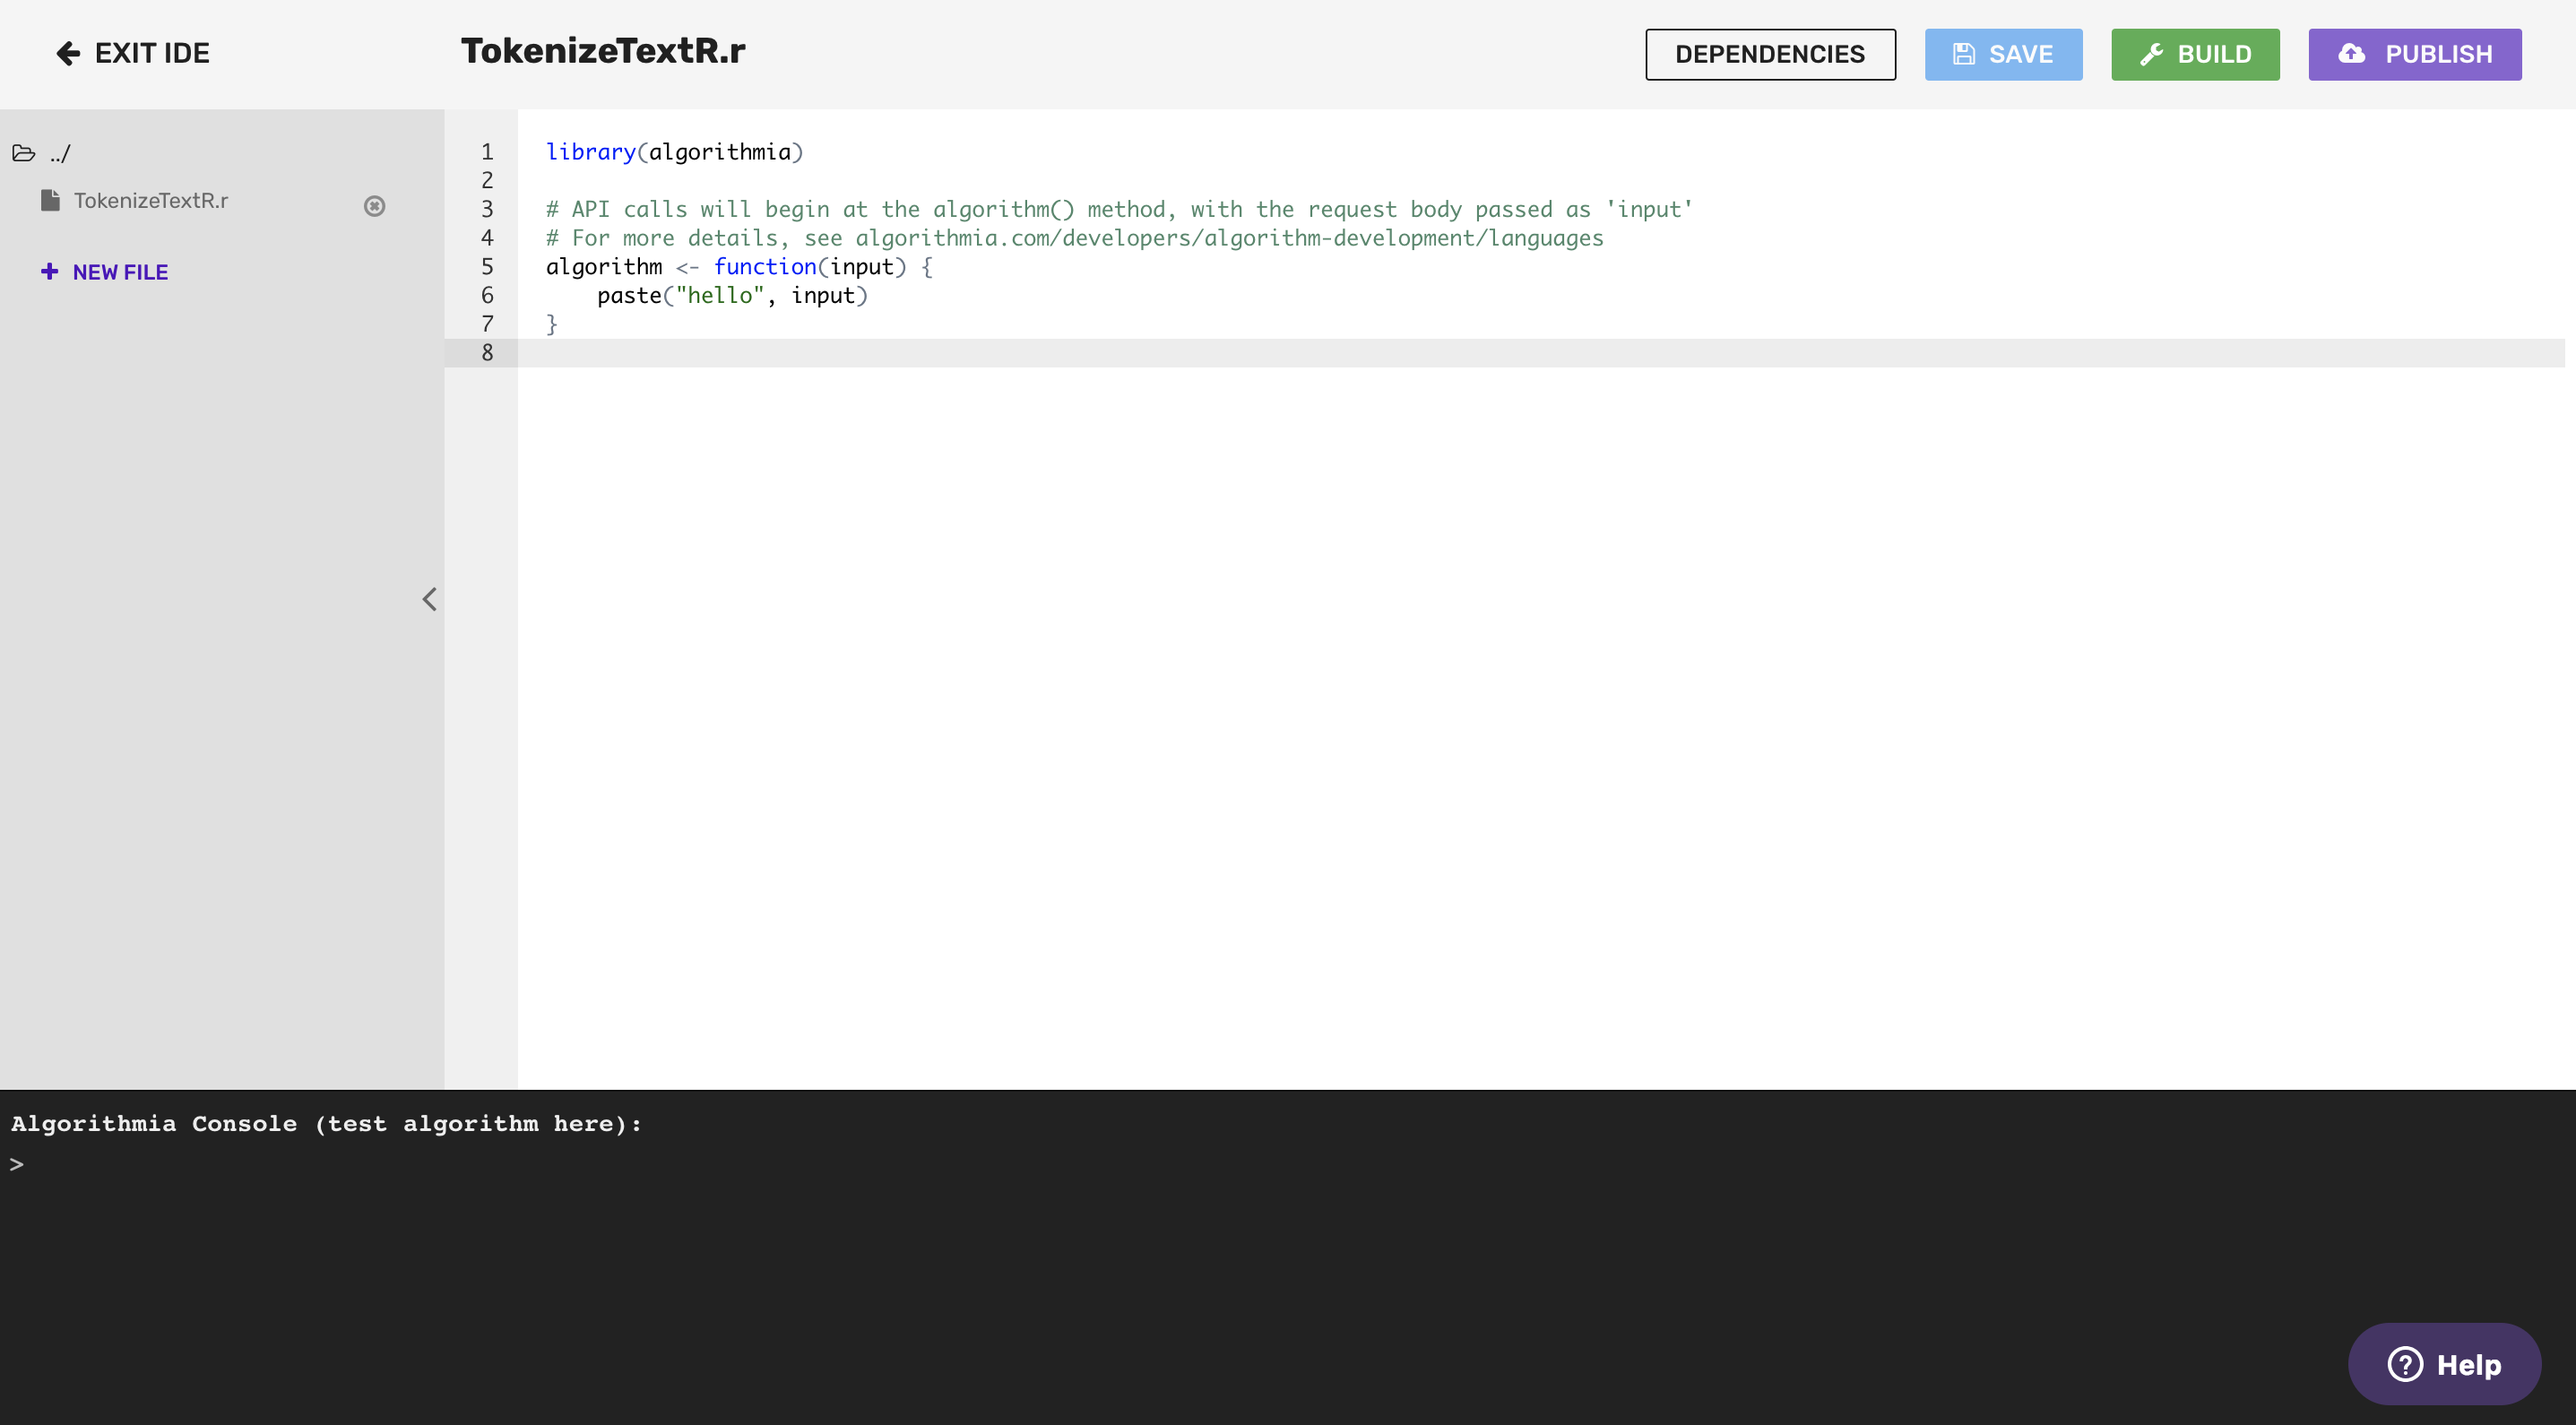 EXIT IDE
TokenizeTextR.r
DEPENDENCIES
SAVE
BUILD
PUBLISH
../
TokenizeTextR.r
NEW FILE
1 library(algorithmia)
2
3 # API calls will begin at the algorithm() method, with the request body passed as 'input'
4 # For more details, see algorithmia.com/developers/algorithm-development/languages
5 algorithm <- function(input) {
6     paste("hello", input)
7 }
8
Algorithmia Console (test algorithm here):
>
? Help